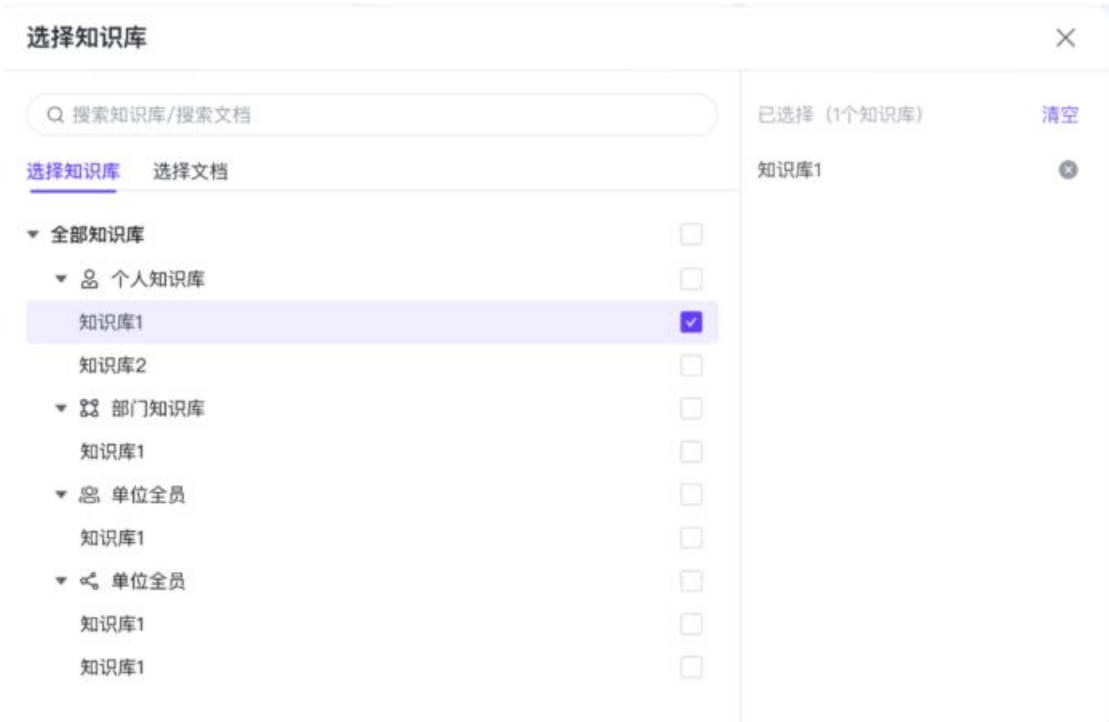 选择知识库
搜索知识库/搜索文档
选择知识库 选择文档
全部知识库
个人知识库
知识库1
知识库2
部门知识库
知识库1
单位全员
知识库1
单位全员
知识库1
知识库1
已选择（1个知识库） 清空
知识库1